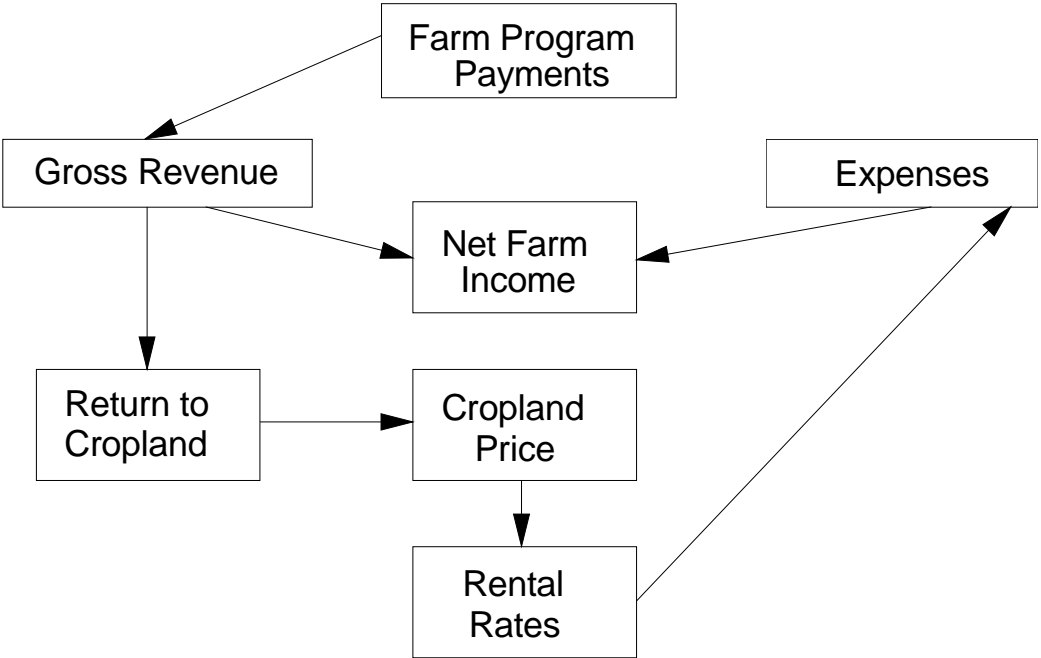 Farm Program
Payments
Gross Revenue
Expenses
Net Farm
Income
Return to
Cropland
Cropland
Price
Rental
Rates